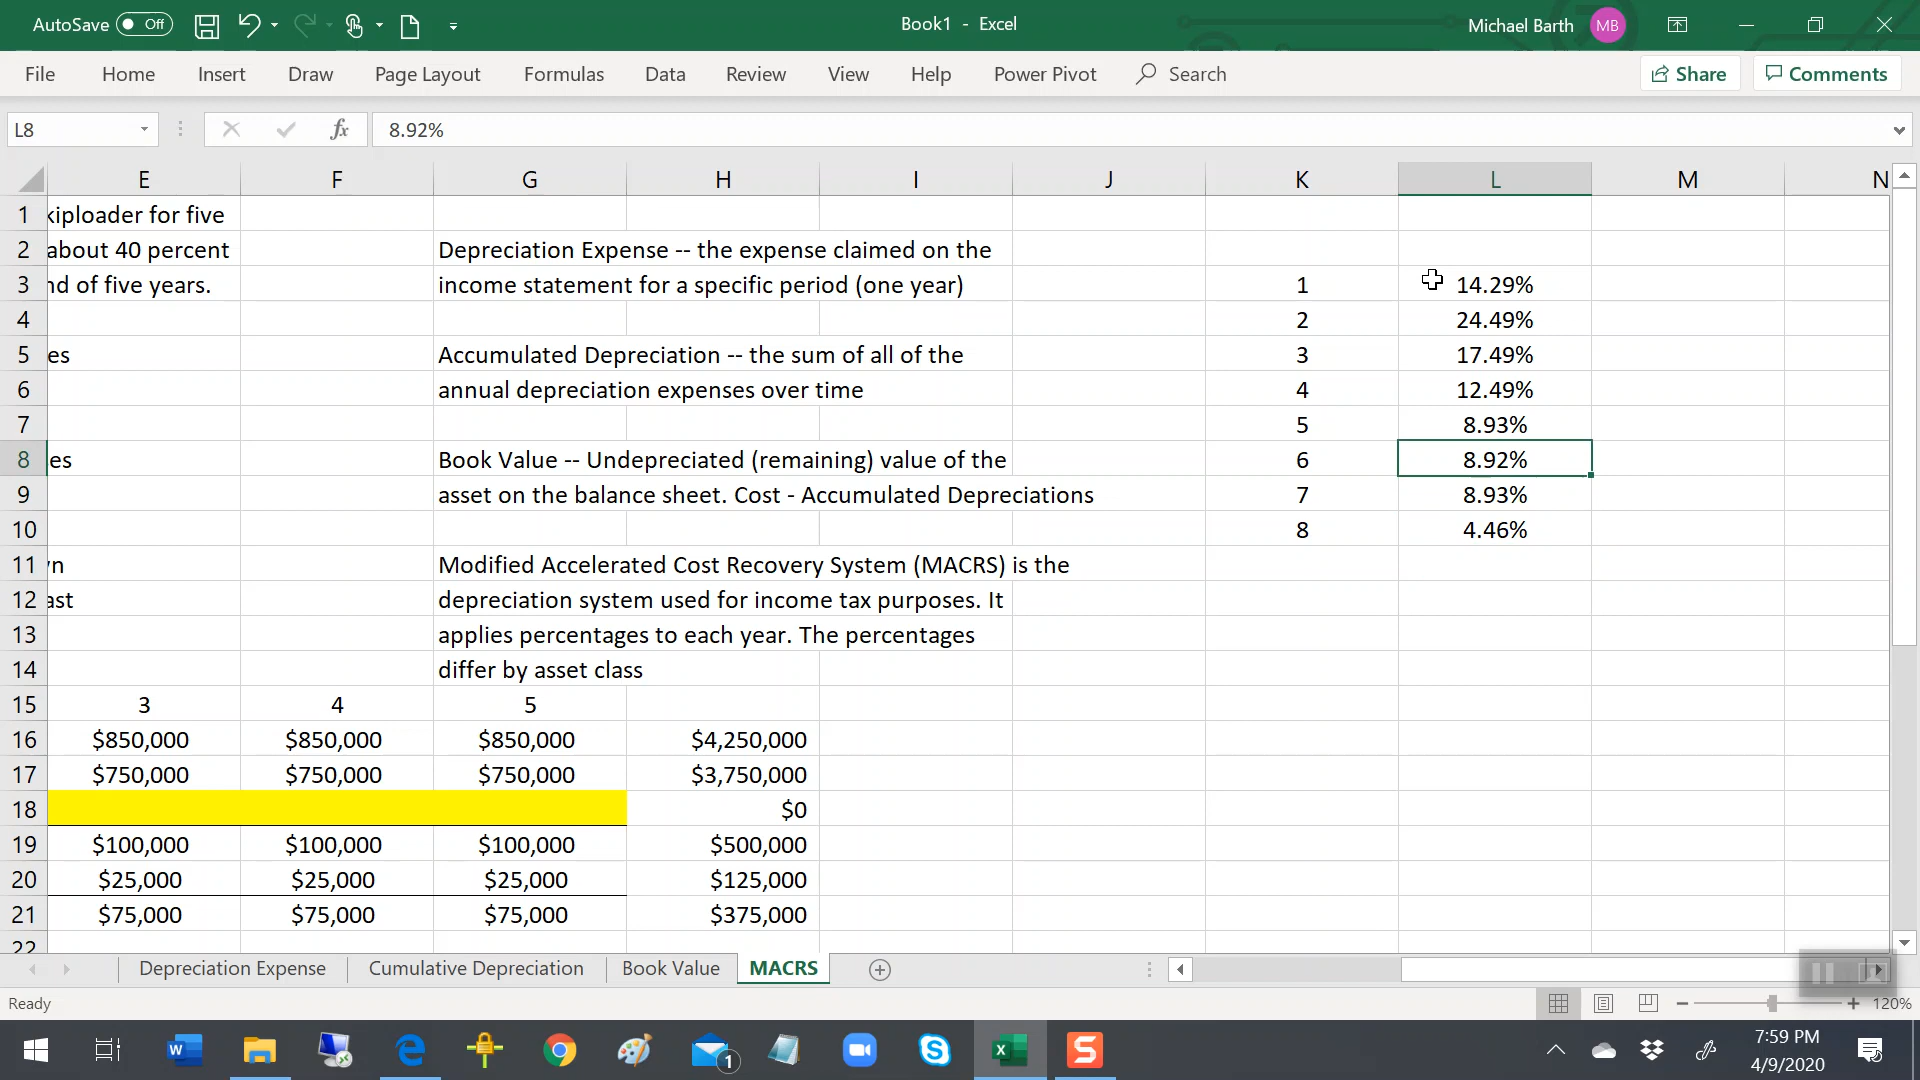 AutoSave Off
Book1 - Excel
Michael Barth MB
File Home Insert Draw Page Layout Formulas Data Review View Help Power Pivot Search Share Comments
L8 fx 8.92%
E F G H I J K L M N
1 kiploader for five
2 about 40 percent Depreciation Expense -- the expense claimed on the
3 nd of five years. income statement for a specific period (one year) 1 14.29%
4 2 24.49%
5 es Accumulated Depreciation -- the sum of all of the 3 17.49%
6 annual depreciation expenses over time 4 12.49%
7 5 8.93%
8 es Book Value -- Undepreciated (remaining) value of the 6 8.92%
9 asset on the balance sheet. Cost - Accumulated Depreciations 7 8.93%
10 8 4.46%
11 n Modified Accelerated Cost Recovery System (MACRS) is the
12 ast depreciation system used for income tax purposes. It
13 applies percentages to each year. The percentages
14 differ by asset class
15 3 4 5
16 $850,000 $850,000 $850,000 $4,250,000
17 $750,000 $750,000 $750,000 $3,750,000
18 $0
19 $100,000 $100,000 $100,000 $500,000
20 $25,000 $25,000 $25,000 $125,000
21 $75,000 $75,000 $75,000 $375,000
22
Depreciation Expense Cumulative Depreciation Book Value MACRS
Ready 120%
W 1 S X S 7:59 PM
4/9/2020